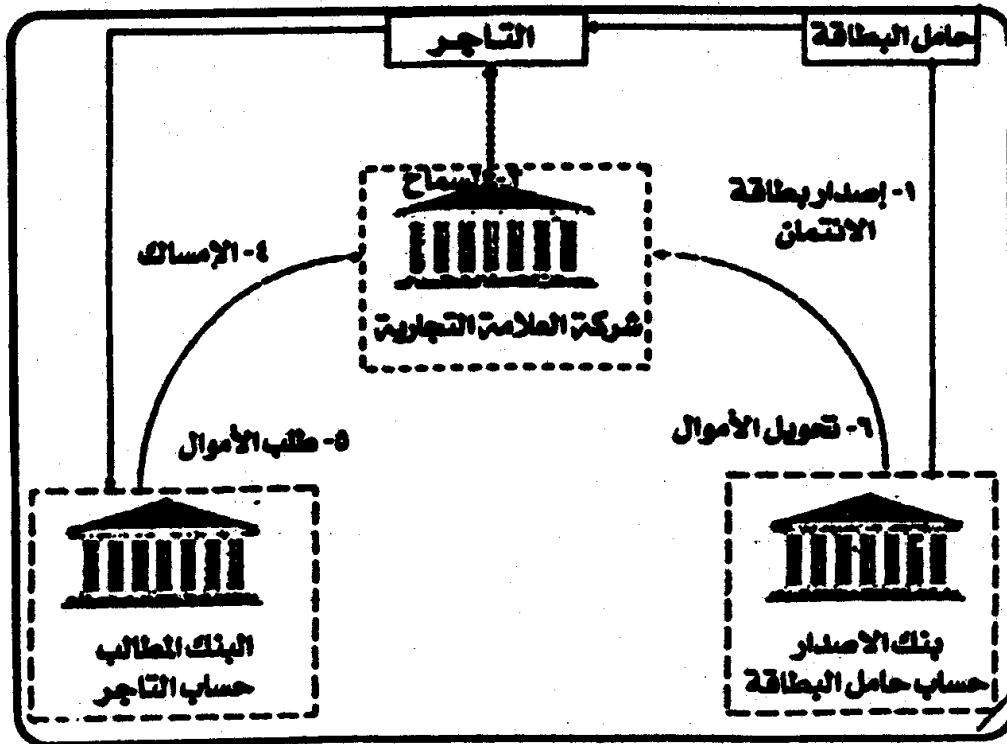 حامل البطاقة
التاجر
١- إصدار بطاقة
الائتمان
السماح
٤- الإمساك
شركة العلامة التجارية
٦- تحويل الأموال
٥- طلب الأموال
بنك الاصدار
حساب حامل البطاقة
البنك المطالب
حساب التاجر